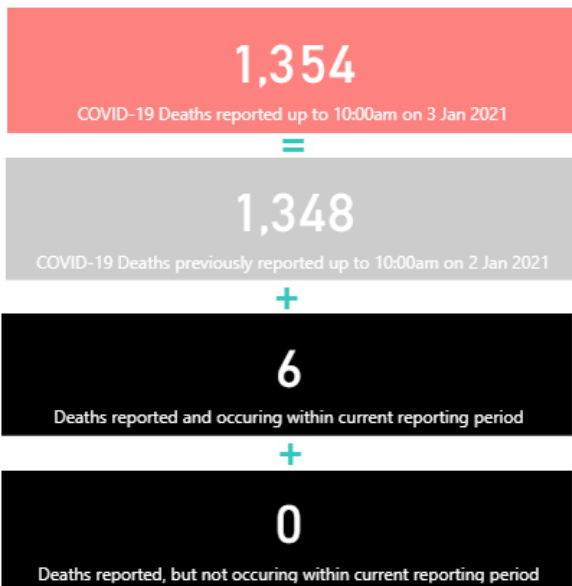 1,354
COVID-19 Deaths reported up to 10:00am on 3 Jan 2021
=
1,348
COVID-19 Deaths previously reported up to 10:00am on 2 Jan 2021
+
6
Deaths reported and occuring within current reporting period
+
0
Deaths reported, but not occuring within current reporting period